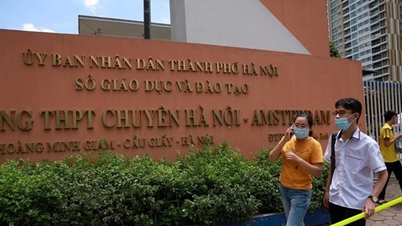 ỦY BAN NHÂN DÂN THÀNH PHỐ HÀ NỘI
SỞ GIÁO DỤC VÀ ĐÀO TẠO
NG THPT CHUYÊN HÀ NỘI - AMSTERDAM
HOÀNG MINH GIÁM - CẦU GIẤY - HÀ NỘI